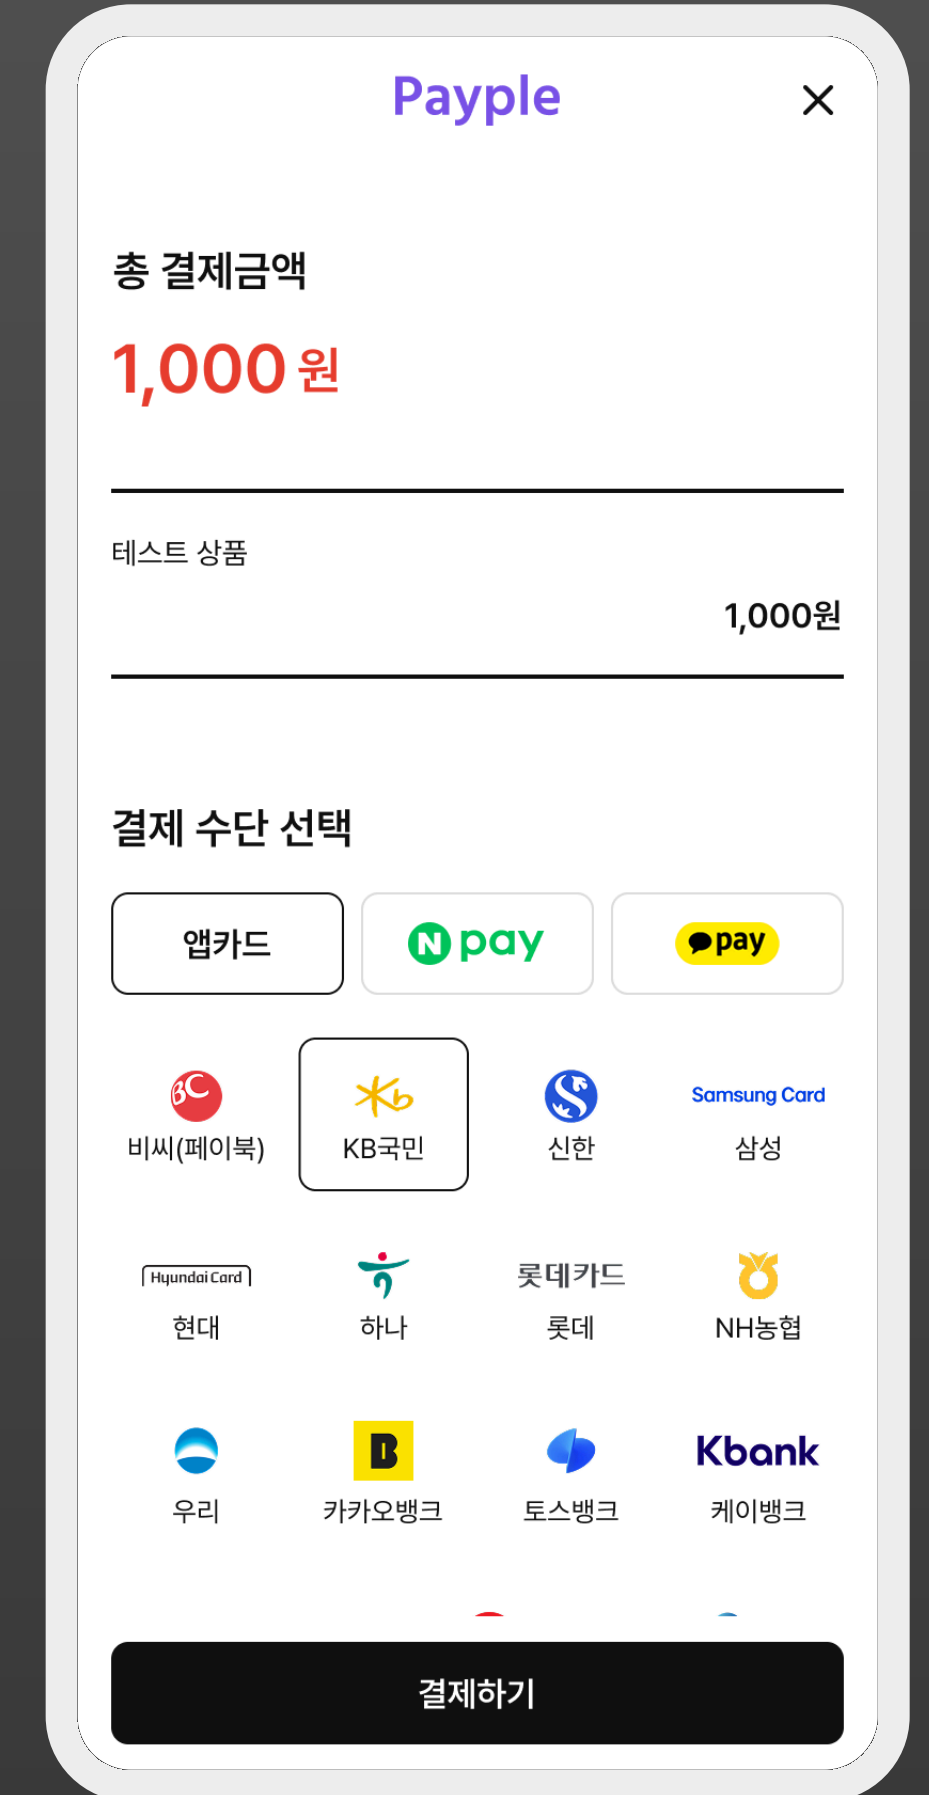 Payple
총 결제금액
1,000 원
테스트 상품
1,000원
결제 수단 선택
앱카드
N pay
pay
BC
Kb
Samsung Card
비씨(페이북)
KB국민
신한
삼성
Hyundai Card
롯데카드
현대
하나
롯데
NH농협
B
Kbank
우리
카카오뱅크
토스뱅크
케이뱅크
결제하기